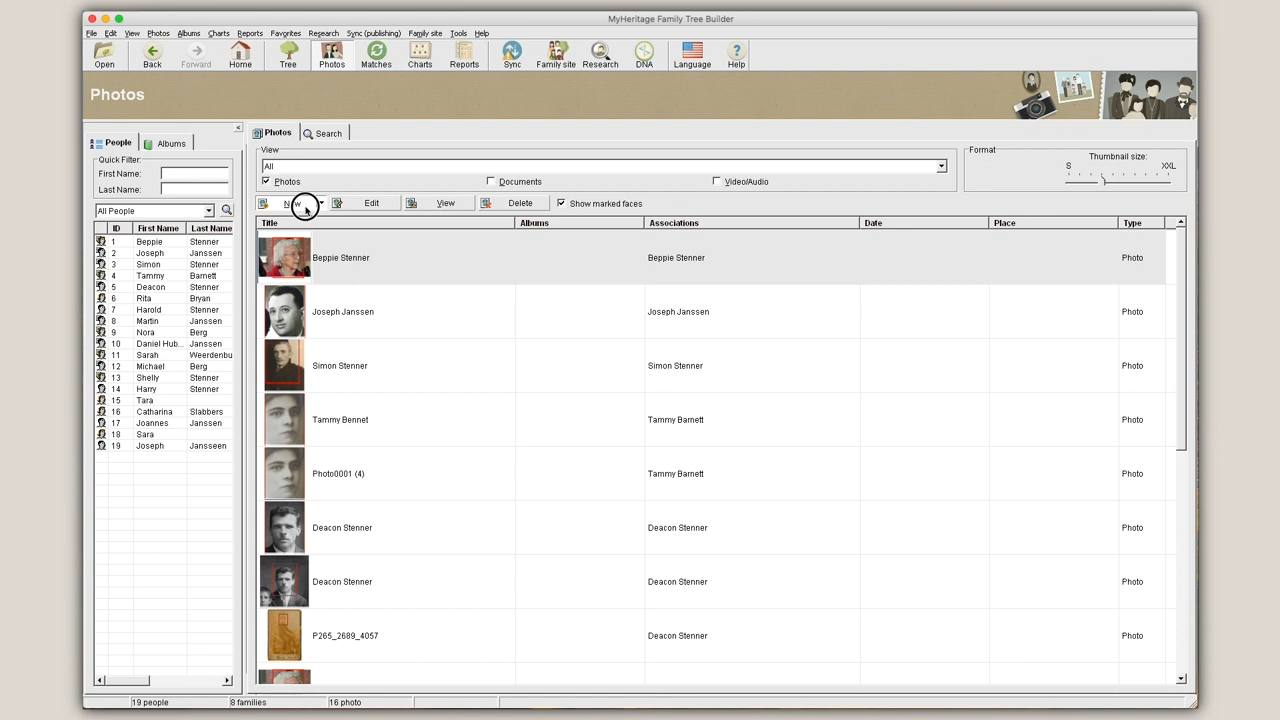 MyHeritage Family Tree Builder
File Edit View Photos Albums Charts Reports Favorites Research Sync (publishing) Family site Tools Help
Open Back Forward Home Tree Photos Matches Charts Reports Sync Family site Research DNA Language Help
Photos
People Albums
Quick Filter:
First Name:
Last Name:
All People
ID First Name Last Name
1 Beppie Stenner
2 Joseph Janssen
3 Simon Stenner
4 Tammy Barnett
5 Deacon Stenner
6 Rita Bryan
7 Harold Stenner
8 Martin Janssen
9 Nora Berg
10 Daniel Hub... Janssen
11 Sarah Weerdenbu
12 Michael Berg
13 Shelly Stenner
14 Harry Stenner
15 Tara
16 Catharina Slabbers
17 Joannes Janssen
18 Sara
19 Joseph Jansseen
Photos Search
View
All
Photos Documents Video/Audio
Format
Thumbnail size:
S XXL
New Edit View Delete Show marked faces
Title Albums Associations Date Place Type
Beppie Stenner Beppie Stenner Photo
Joseph Janssen Joseph Janssen Photo
Simon Stenner Simon Stenner Photo
Tammy Bennet Tammy Barnett Photo
Photo0001 (4) Tammy Barnett Photo
Deacon Stenner Deacon Stenner Photo
Deacon Stenner Deacon Stenner Photo
P265_2689_4057 Deacon Stenner Photo
19 people 8 families 16 photo